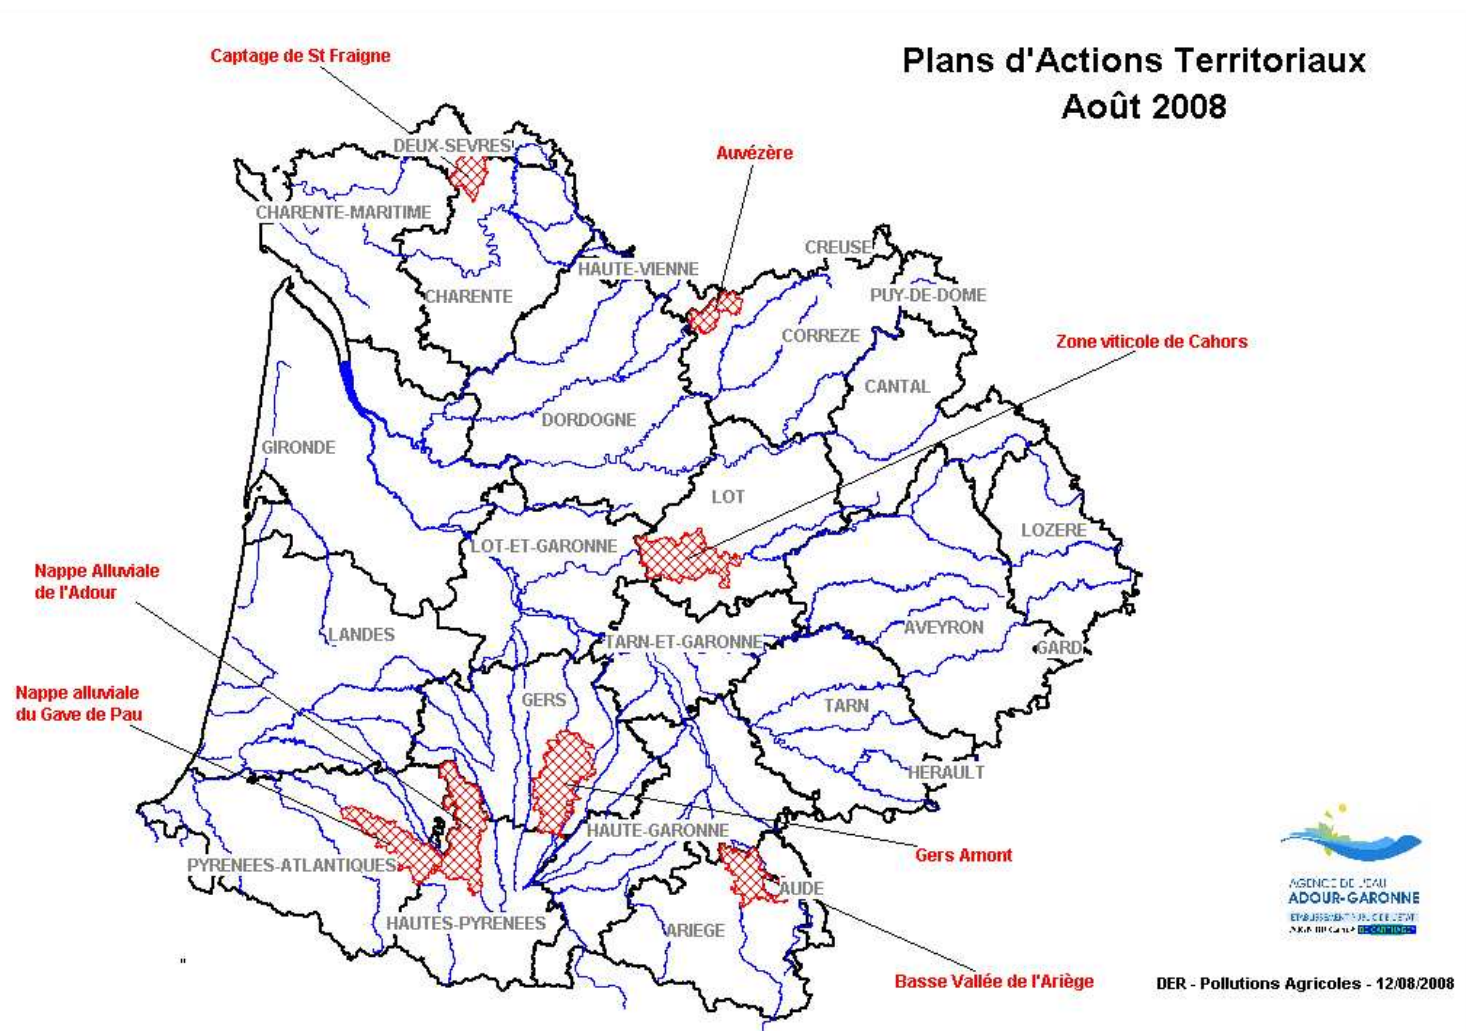 Plans d'Actions Territoriaux
Août 2008
Captage de St Fraigne
DEUX-SEVRES
Auvézère
CHARENTE-MARITIME
CREUSE
HAUTE-VIENNE
CHARENTE
PUY-DE-DOME
CORREZE
Zone viticole de Cahors
CANTAL
DORDOGNE
GIRONDE
LOT
LOZERE
LOT-ET-GARONNE
Nappe Alluviale
de l'Adour
LANDES
TARN-ET-GARONNE
AVEYRON
GARD
Nappe alluviale
du Gave de Pau
GERS
TARN
HERAULT
HAUTE-GARONNE
Gers Amont
PYRENEES-ATLANTIQUES
AUDE
HAUTES-PYRENEES
ARIEGE
Basse Vallée de l'Ariège
AGENCE DE L'EAU
ADOUR-GARONNE
ETABLISSEMENT PUBLIC DE L'ETAT
"
DER - Pollutions Agricoles - 12/08/2008